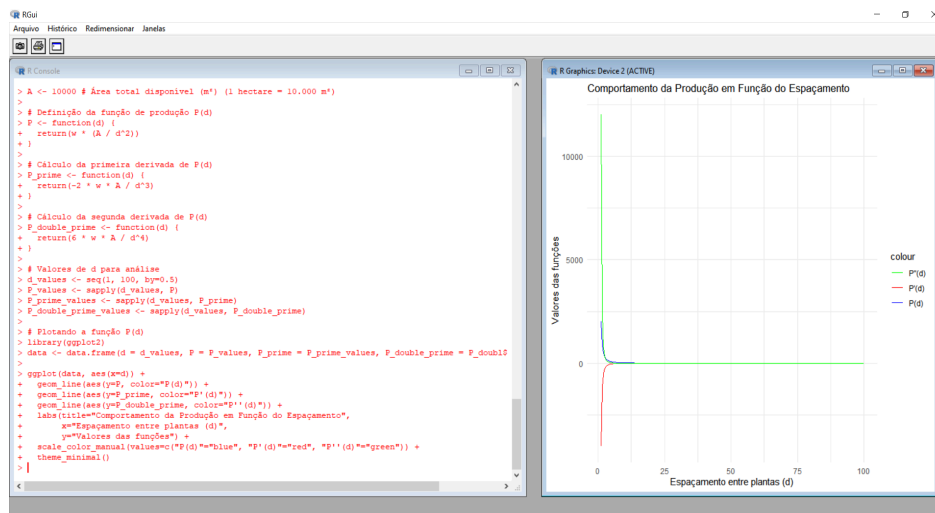 RGui
Arquivo Histórico Redimensionar Janelas
R Console
> A <- 10000 # Área total disponível (m²) (1 hectare = 10.000 m²)
>
> # Definição da função de produção P(d)
> P <- function(d) {
+   return(w * (A / d^2))
+ }
>
> # Cálculo da primeira derivada de P(d)
> P_prime <- function(d) {
+   return(-2 * w * A / d^3)
+ }
>
> # Cálculo da segunda derivada de P(d)
> P_double_prime <- function(d) {
+   return(6 * w * A / d^4)
+ }
>
> # Valores de d para análise
> d_values <- seq(1, 100, by=0.5)
> P_values <- sapply(d_values, P)
> P_prime_values <- sapply(d_values, P_prime)
> P_double_prime_values <- sapply(d_values, P_double_prime)
>
> # Plotando a função P(d)
> library(ggplot2)
> data <- data.frame(d = d_values, P = P_values, P_prime = P_prime_values, P_double_prime = P_doubl$
>
> ggplot(data, aes(x=d)) +
+   geom_line(aes(y=P, color="P(d)")) +
+   geom_line(aes(y=P_prime, color="P'(d)")) +
+   geom_line(aes(y=P_double_prime, color="P''(d)")) +
+   labs(title="Comportamento da Produção em Função do Espaçamento",
+        x="Espaçamento entre plantas (d)",
+        y="Valores das funções") +
+   scale_color_manual(values=c("P(d)"="blue", "P'(d)"="red", "P''(d)"="green")) +
+   theme_minimal()
>
R Graphics: Device 2 (ACTIVE)
Comportamento da Produção em Função do Espaçamento
10000
5000
0
Valores das funções
0 25 50 75 100
Espaçamento entre plantas (d)
colour
P''(d)
P'(d)
P(d)